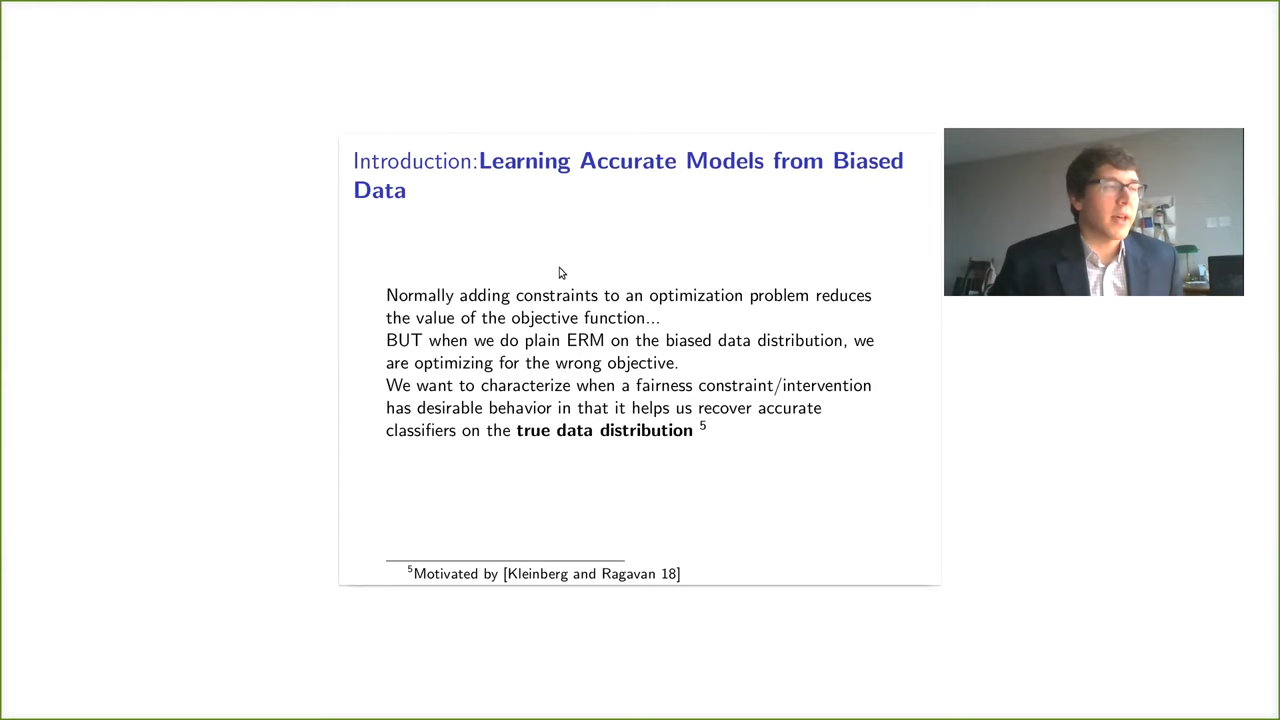 Introduction:Learning Accurate Models from Biased
Data
Normally adding constraints to an optimization problem reduces
the value of the objective function...
BUT when we do plain ERM on the biased data distribution, we
are optimizing for the wrong objective.
We want to characterize when a fairness constraint/intervention
has desirable behavior in that it helps us recover accurate
classifiers on the true data distribution 5
5Motivated by [Kleinberg and Ragavan 18]